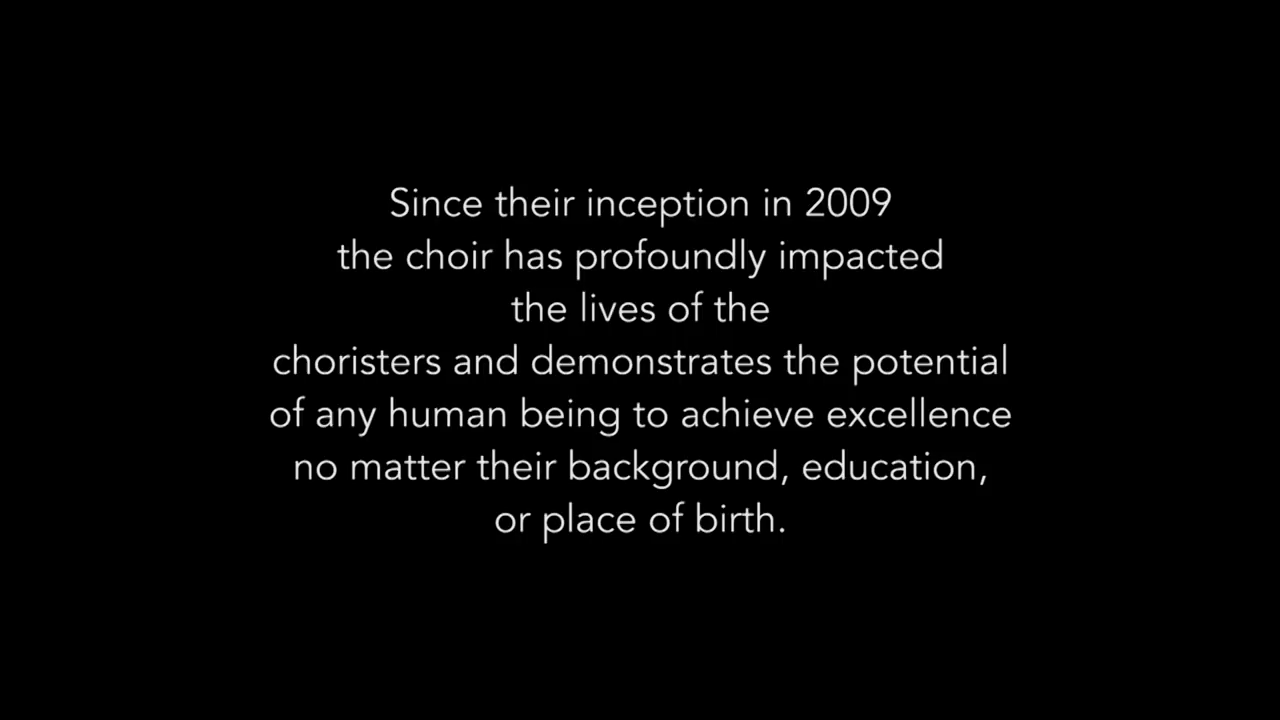 Since their inception in 2009
the choir has profoundly impacted
the lives of the
choristers and demonstrates the potential
of any human being to achieve excellence
no matter their background, education,
or place of birth.